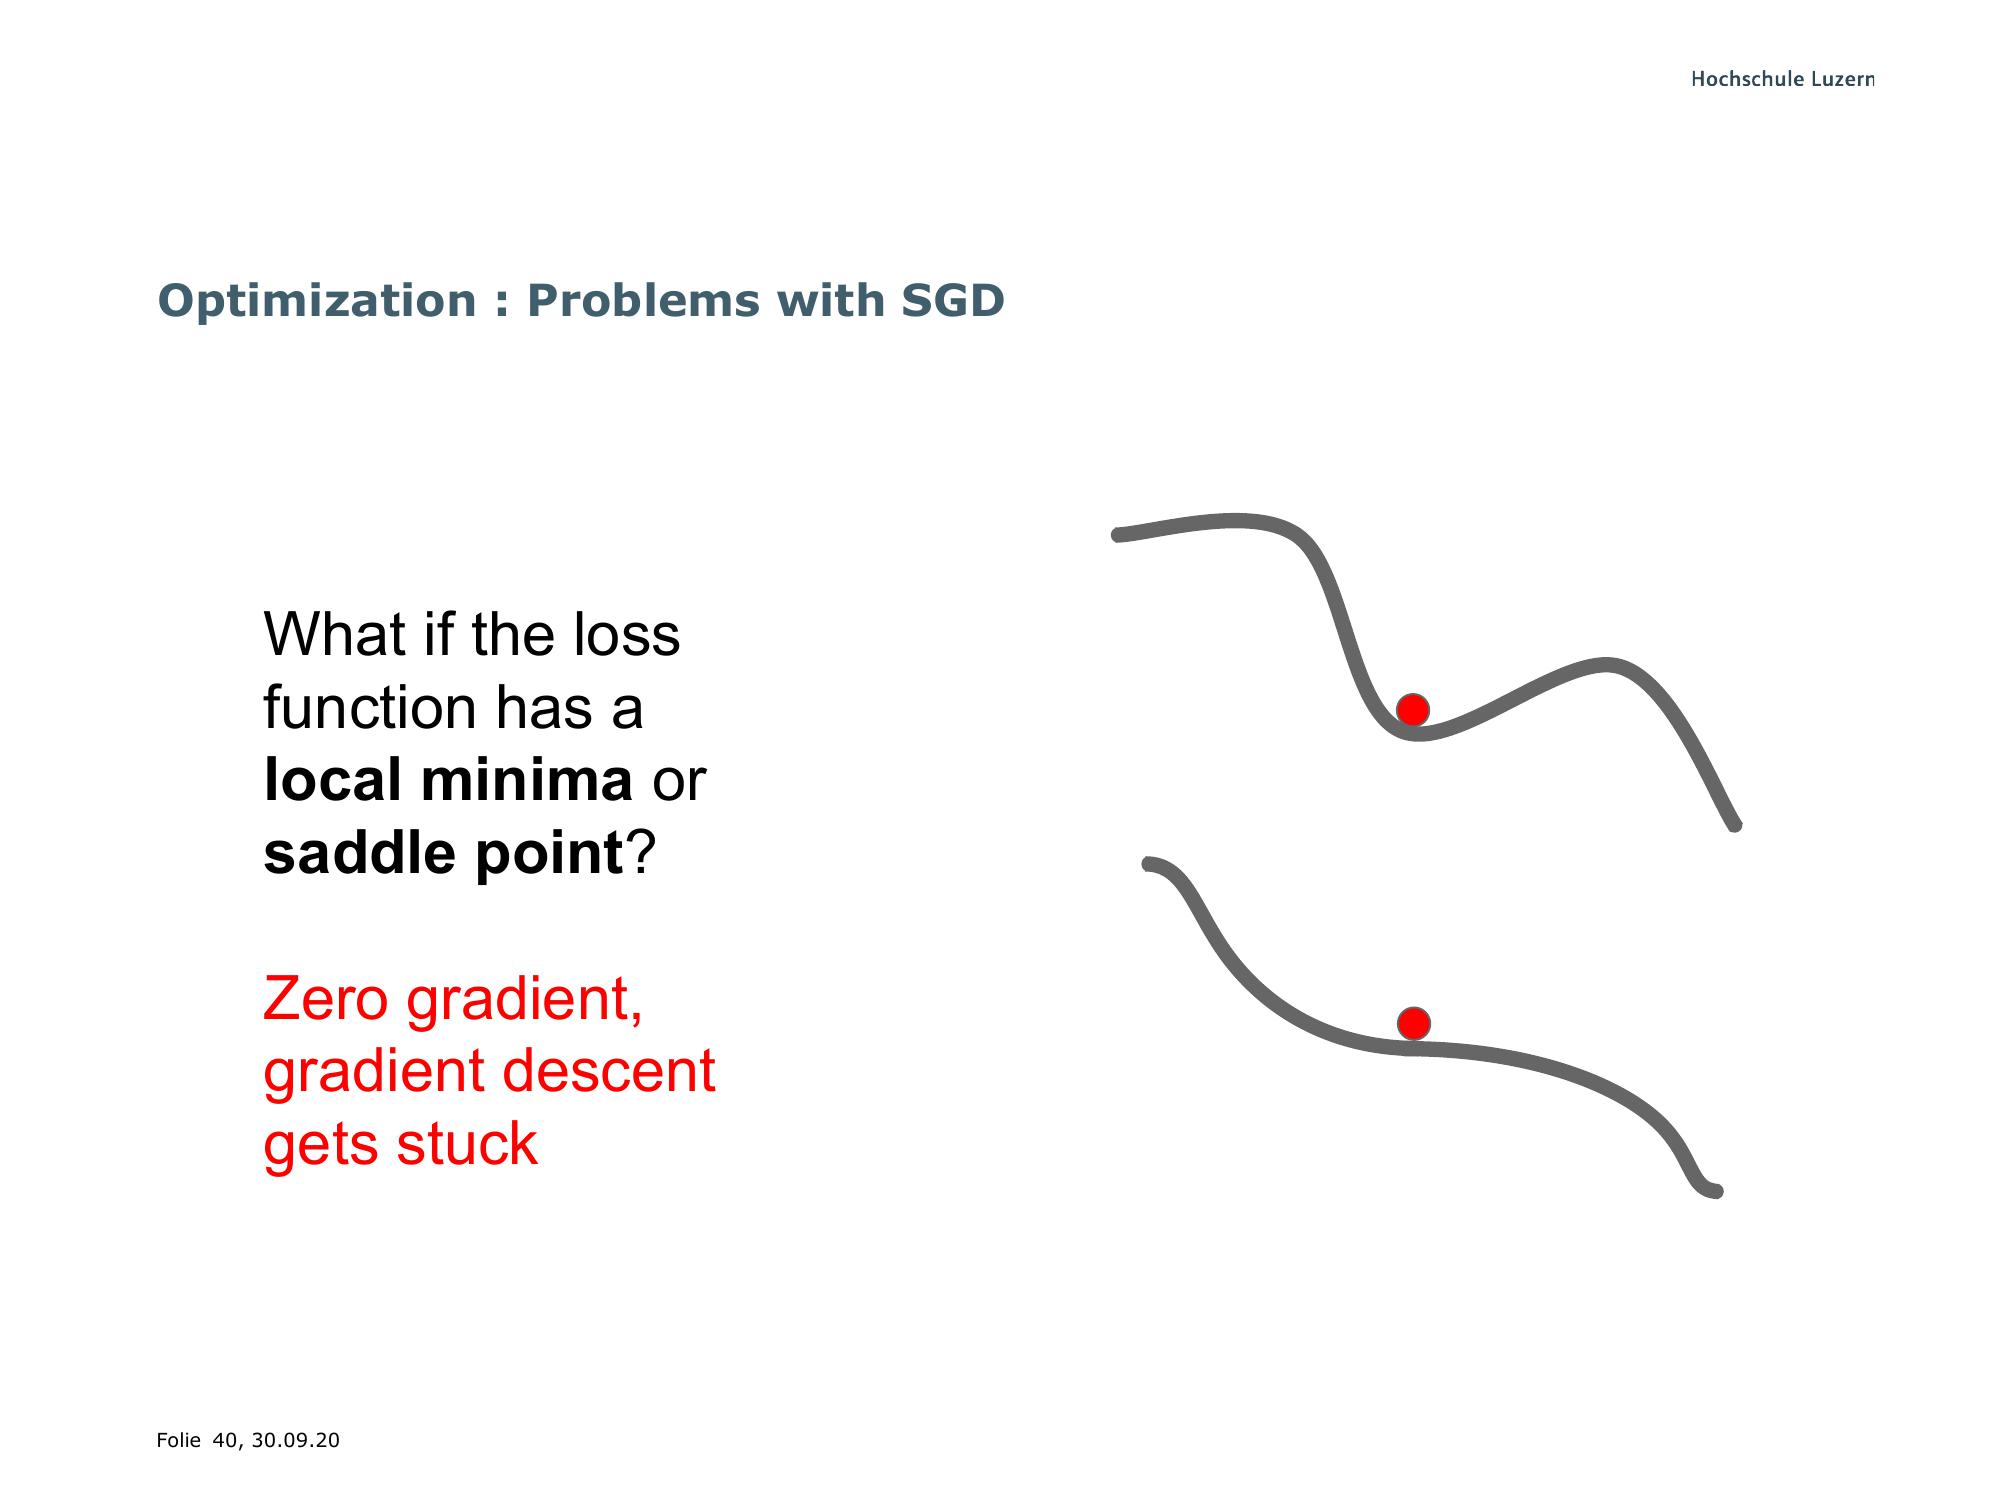 Hochschule Luzern
Optimization : Problems with SGD
What if the loss
function has a
local minima or
saddle point?
Zero gradient,
gradient descent
gets stuck
Folie 40, 30.09.20